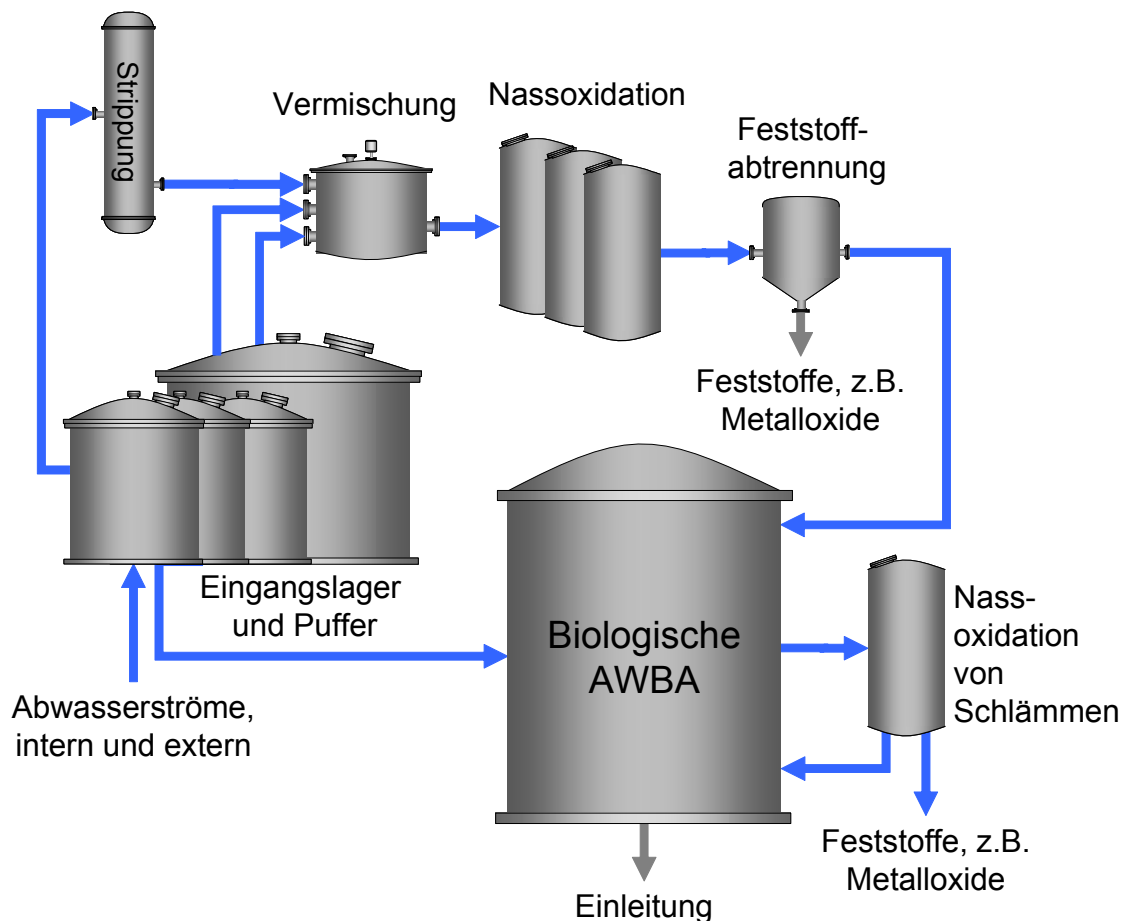 Strippung
Vermischung
Nassoxidation
Feststoff-
abtrennung
Feststoffe, z.B.
Metalloxide
Eingangslager
und Puffer
Abwasserströme,
intern und extern
Biologische
AWBA
Nass-
oxidation
von
Schlämmen
Feststoffe, z.B.
Metalloxide
Einleitung